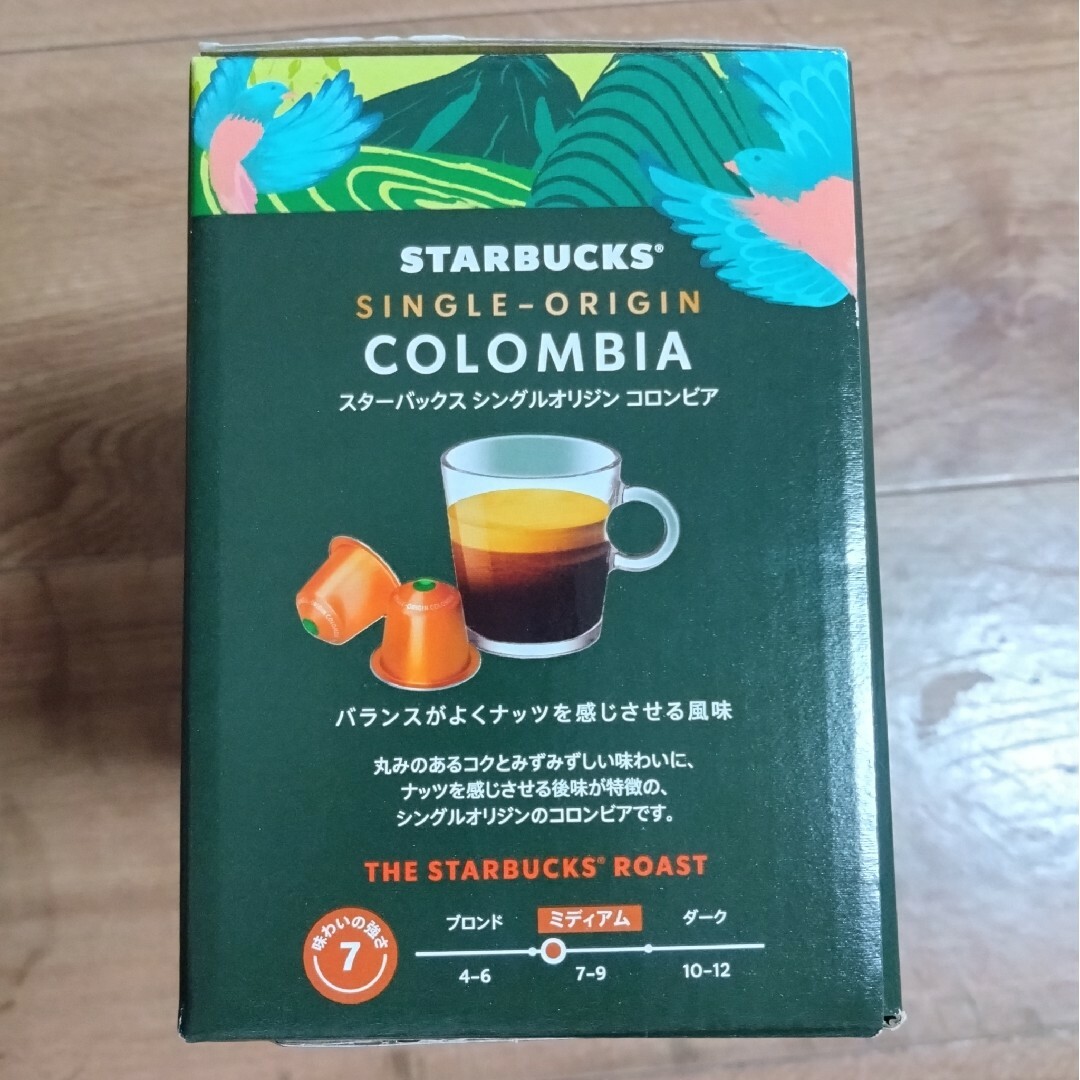 STARBUCKS®
SINGLE-ORIGIN
COLOMBIA
スターバックス シングルオリジン コロンビア
バランスがよくナッツを感じさせる風味
丸みのあるコクとみずみずしい味わいに、
ナッツを感じさせる後味が特徴の、
シングルオリジンのコロンビアです。
THE STARBUCKS® ROAST
味わいの強さ
7
ブロンド ミディアム ダーク
4-6 7-9 10-12